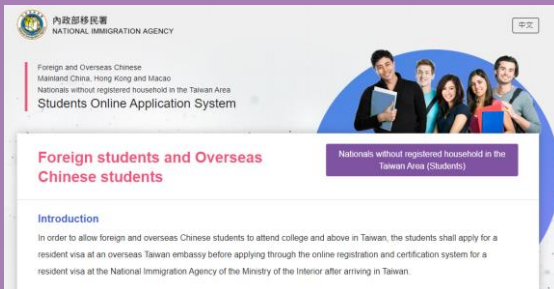 內政部移民署
NATIONAL IMMIGRATION AGENCY
中文
Foreign and Overseas Chinese
Mainland China, Hong Kong and Macao
Nationals without registered household in the Taiwan Area
Students Online Application System
Foreign students and Overseas
Chinese students
Nationals without registered household in the
Taiwan Area (Students)
Introduction
In order to allow foreign and overseas Chinese students to attend college and above in Taiwan, the students shall apply for a
resident visa at an overseas Taiwan embassy before applying through the online registration and certification system for a
resident visa at the National Immigration Agency of the Ministry of the Interior after arriving in Taiwan.